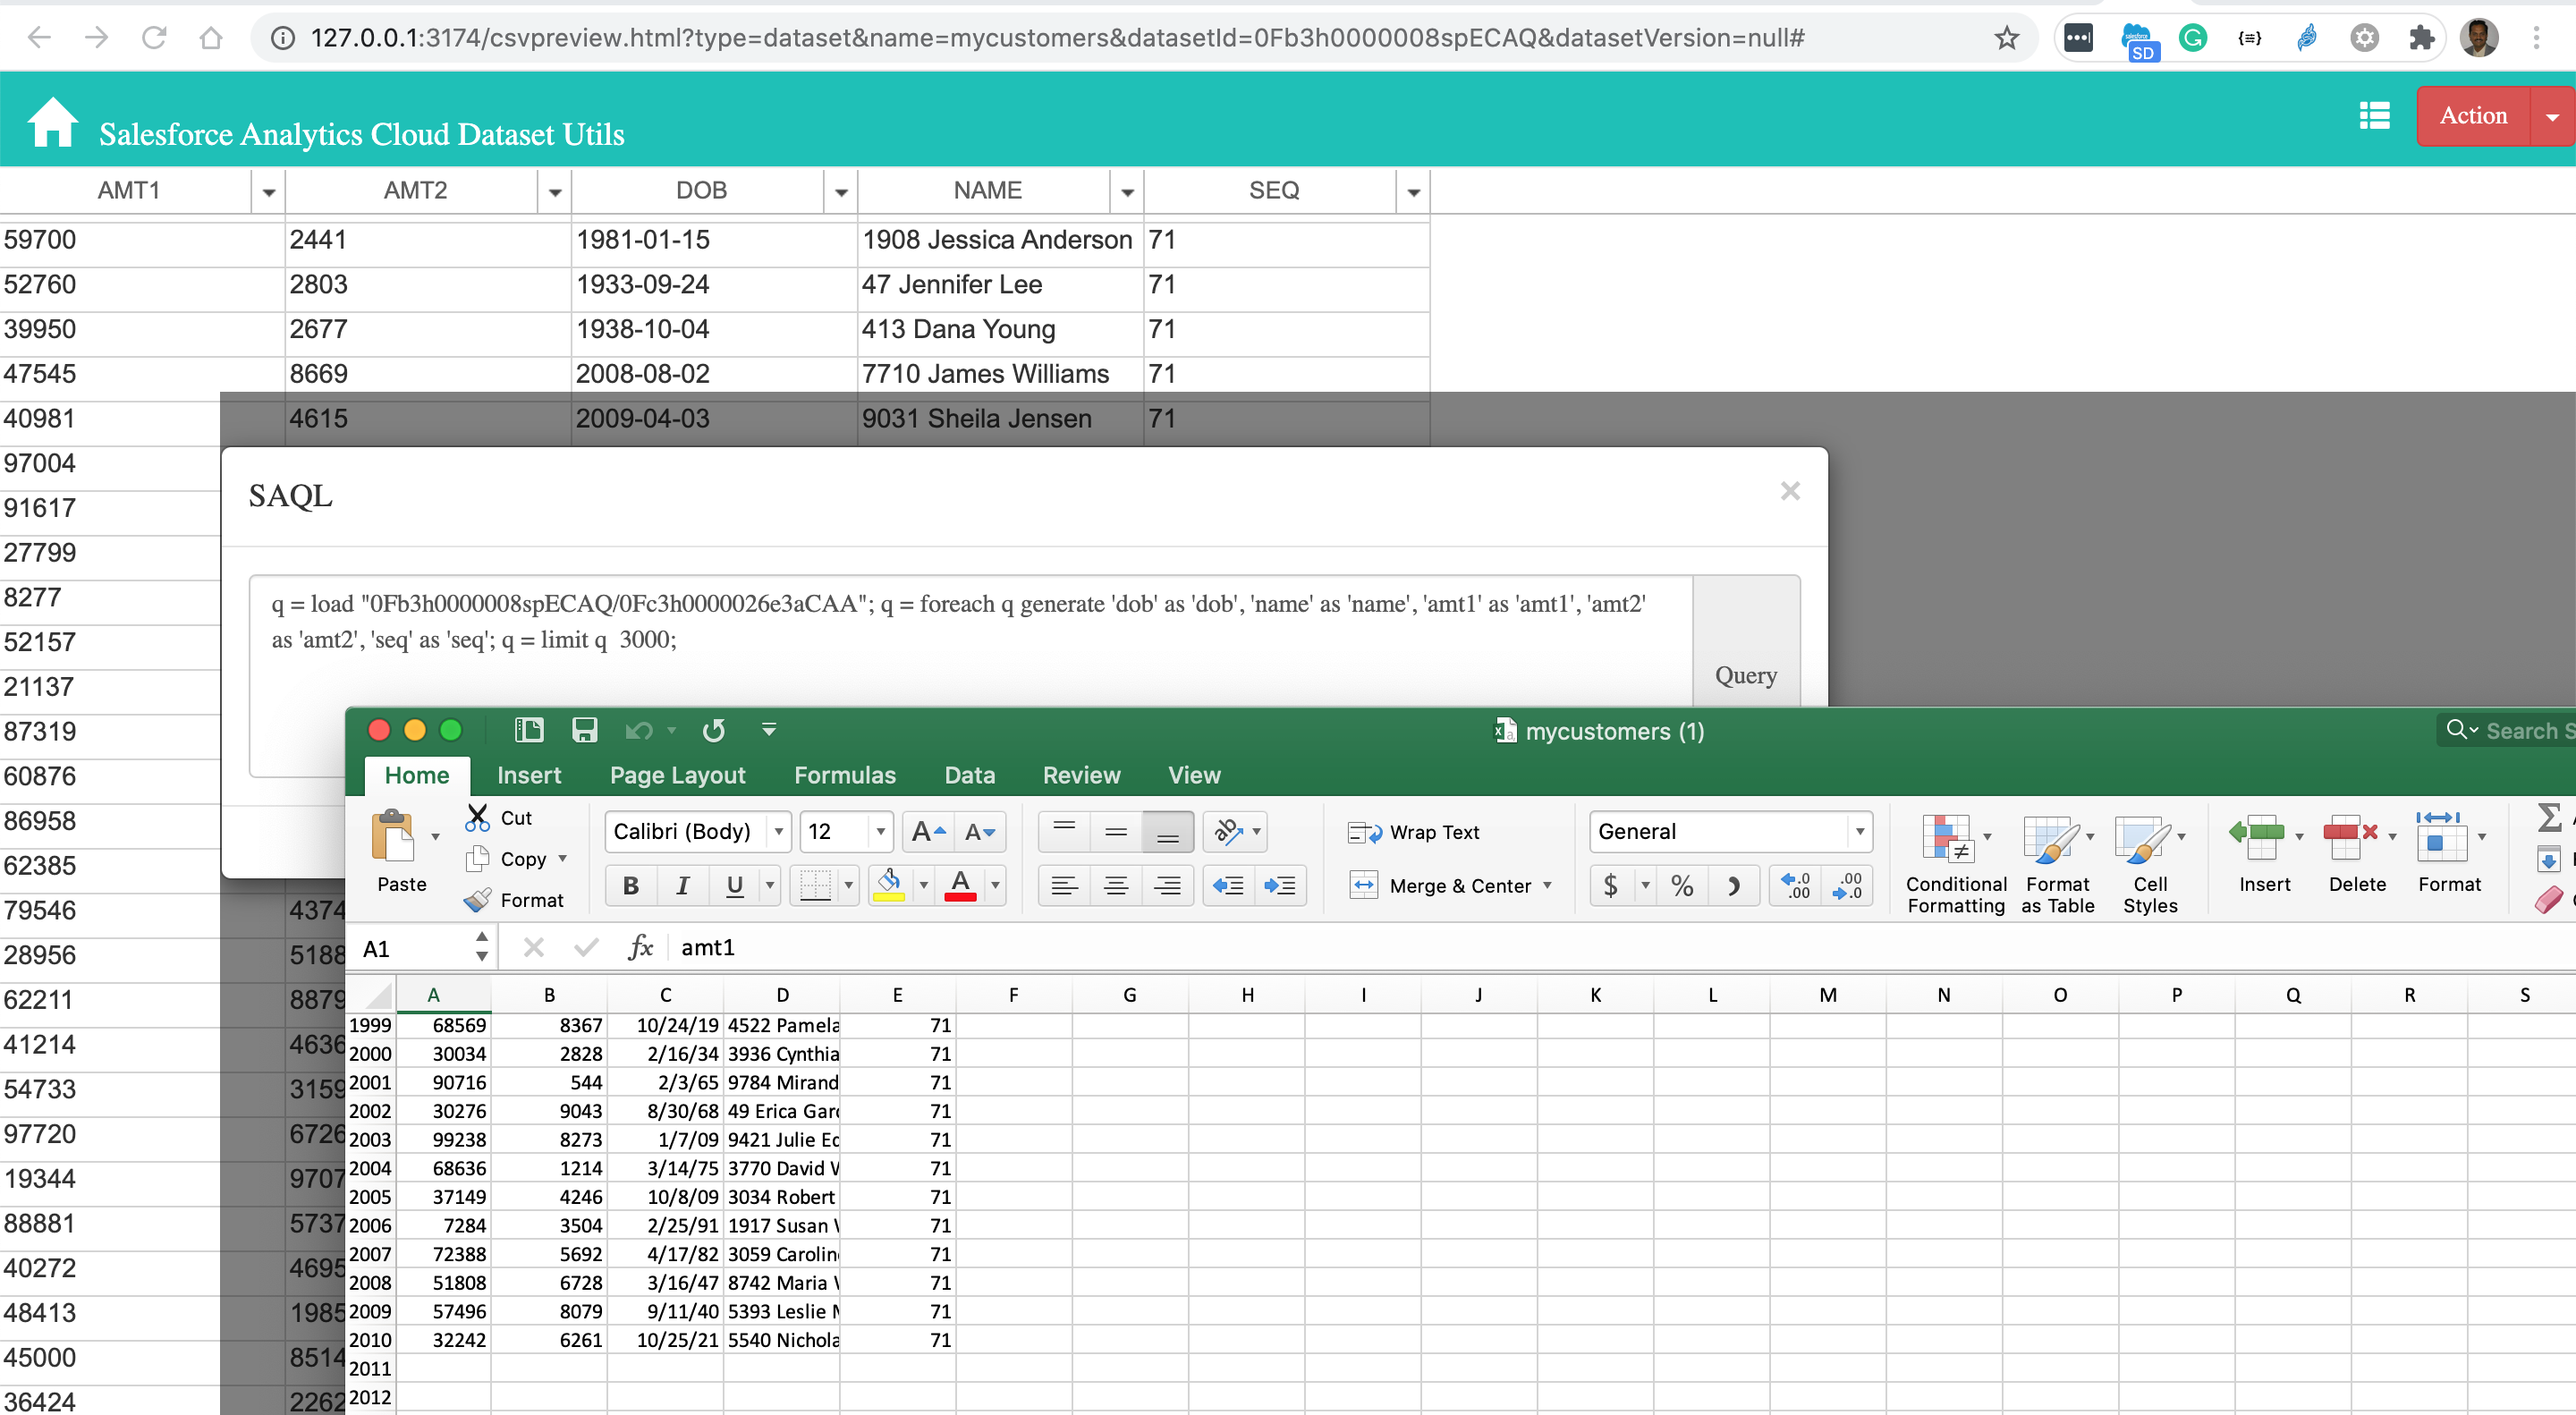 127.0.0.1:3174/csvpreview.html?type=dataset&name=mycustomers&datasetId=0Fb3h0000008spECAQ&datasetVersion=null#
SD
Salesforce Analytics Cloud Dataset Utils
Action
AMT1 AMT2 DOB NAME SEQ
59700 2441 1981-01-15 1908 Jessica Anderson 71
52760 2803 1933-09-24 47 Jennifer Lee 71
39950 2677 1938-10-04 413 Dana Young 71
47545 8669 2008-08-02 7710 James Williams 71
40981 4615 2009-04-03 9031 Sheila Jensen 71
97004
91617
27799
8277
52157
21137
87319
60876
86958
62385
79546 4374
28956 5188
62211 8879
41214 4636
54733 3159
97720 6726
19344 9707
88881 5737
40272 4695
48413 1985
45000 8514
36424 2262
SAQL
×
q = load "0Fb3h0000008spECAQ/0Fc3h0000026e3aCAA"; q = foreach q generate 'dob' as 'dob', 'name' as 'name', 'amt1' as 'amt1', 'amt2'
as 'amt2', 'seq' as 'seq'; q = limit q  3000;
Query
mycustomers (1)
Search S
Home Insert Page Layout Formulas Data Review View
Paste
Cut
Copy
Format
Calibri (Body) 12
B I U
Wrap Text
Merge & Center
General
$ %
Conditional Formatting
Format as Table
Cell Styles
Insert
Delete
Format
A1 fx amt1
A B C D E F G H I J K L M N O P Q R S
1999 68569 8367 10/24/19 4522 Pamela 71
2000 30034 2828 2/16/34 3936 Cynthia 71
2001 90716 544 2/3/65 9784 Mirand 71
2002 30276 9043 8/30/68 49 Erica Gar 71
2003 99238 8273 1/7/09 9421 Julie Ed 71
2004 68636 1214 3/14/75 3770 David W 71
2005 37149 4246 10/8/09 3034 Robert 71
2006 7284 3504 2/25/91 1917 Susan 71
2007 72388 5692 4/17/82 3059 Carolin 71
2008 51808 6728 3/16/47 8742 Maria 71
2009 57496 8079 9/11/40 5393 Leslie 71
2010 32242 6261 10/25/21 5540 Nichola 71
2011
2012